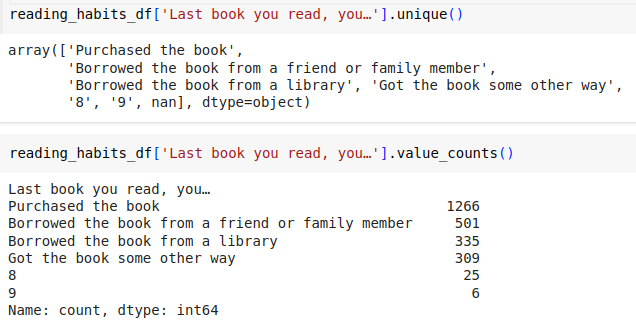 reading_habits_df['Last book you read, you…'].unique()
array(['Purchased the book',
'Borrowed the book from a friend or family member',
'Borrowed the book from a library', 'Got the book some other way',
'8', '9', nan], dtype=object)
reading_habits_df['Last book you read, you…'].value_counts()
Last book you read, you…
Purchased the book 1266
Borrowed the book from a friend or family member 501
Borrowed the book from a library 335
Got the book some other way 309
8 25
9 6
Name: count, dtype: int64